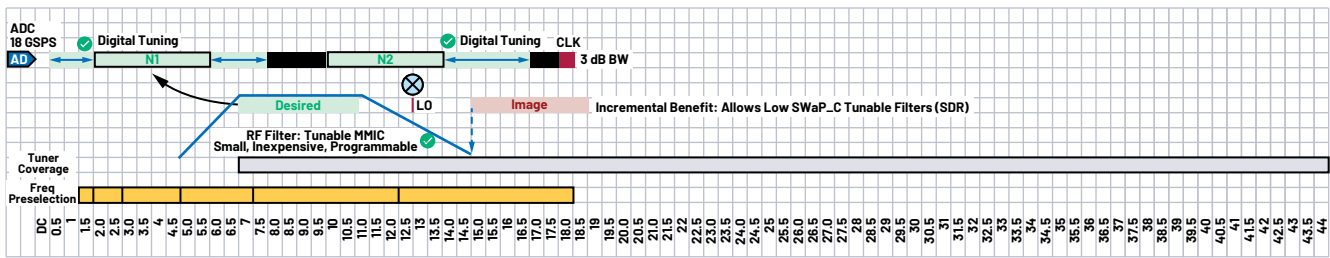 ADC
18 GSPS
Digital Tuning
Digital Tuning
CLK
AD
N1
N2
3 dB BW
Desired
LO
Image
Incremental Benefit: Allows Low SWaP_C Tunable Filters (SDR)
RF Filter: Tunable MMIC
Small, Inexpensive, Programmable
Tuner
Coverage
Freq
Preselection
DC 0.5 1 1.5 2.0 2.5 3.0 3.5 4 4.5 5.0 5.5 6.0 6.5 7 7.5 8.0 8.5 9.0 9.5 10 10.5 11.0 11.5 12 12.5 13 13.5 14.0 14.5 15.0 15.5 16 16.5 17.0 17.5 18.0 18.5 19 19.5 20.0 20.5 21.0 21.5 22 22.5 23.0 23.5 24.0 24.5 25 25.5 26.0 26.5 27.0 27.5 28 28.5 29.0 29.5 30 30.5 31 31.5 32 32.5 33 33.5 34 34.5 35 35.5 36 36.5 37 37.5 38 38.5 39 39.5 40 40.5 41 41.5 42 42.5 43 43.5 44